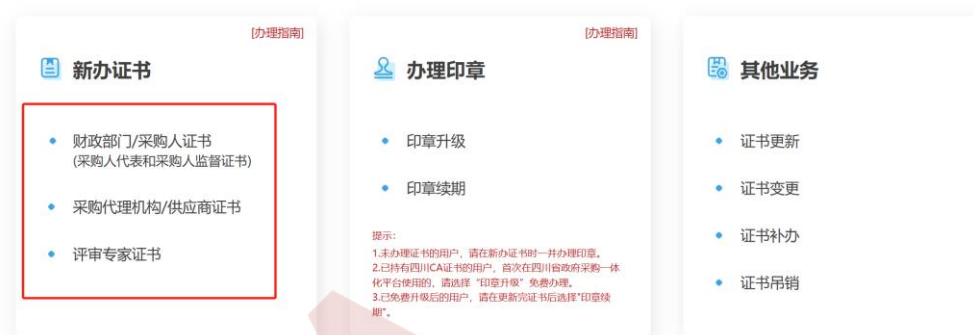 [办理指南]
新办证书
财政部门/采购人证书
(采购人代表和采购人监督证书)
采购代理机构/供应商证书
评审专家证书
[办理指南]
办理印章
印章升级
印章续期
提示：
1.未办理证书的用户，请在新办证书时一并办理印章。
2.已持有四川CA证书的用户，首次在四川省政府采购一体
化平台使用的，请选择“印章升级”免费办理。
3.已免费升级后的用户，请在更新完证书后选择"印章续
期"。
其他业务
证书更新
证书变更
证书补办
证书吊销